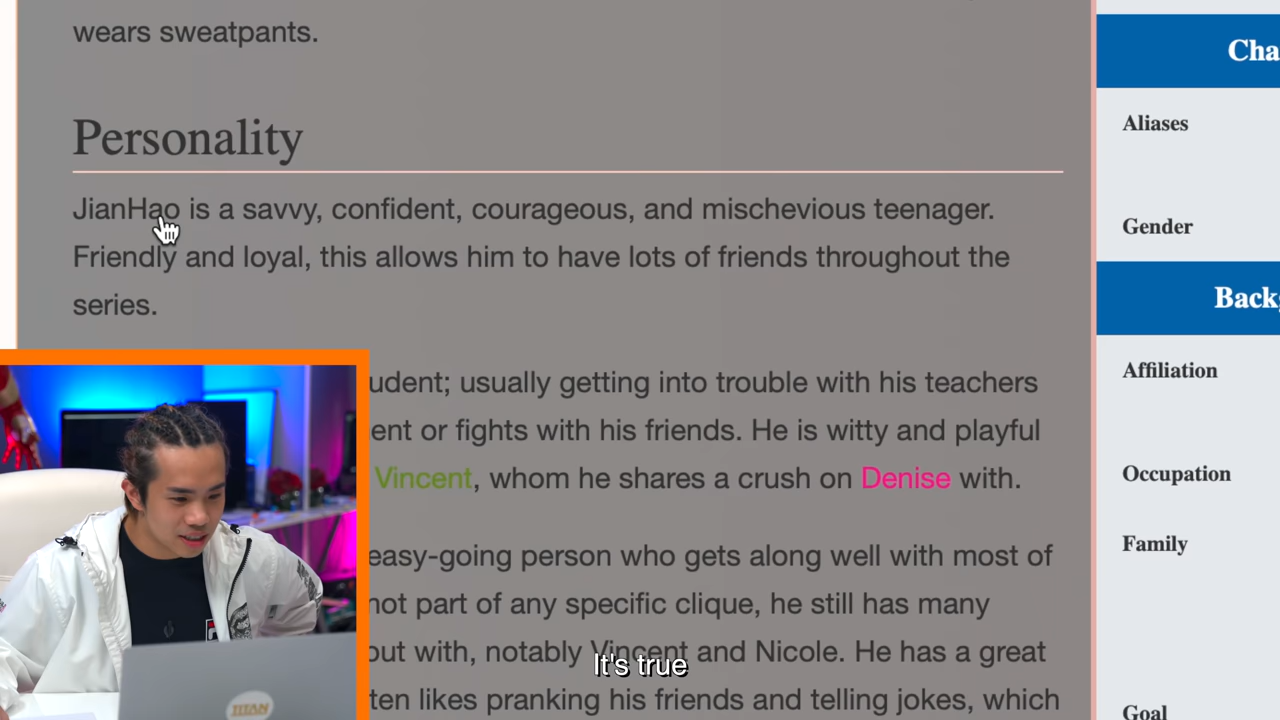 wears sweatpants.
Personality
JianHao is a savvy, confident, courageous, and mischevious teenager.
Friendly and loyal, this allows him to have lots of friends throughout the
series.
udent; usually getting into trouble with his teachers
ent or fights with his friends. He is witty and playful
Vincent, whom he shares a crush on Denise with.
easy-going person who gets along well with most of
not part of any specific clique, he still has many
out with, notably Vincent and Nicole. He has a great
ten likes pranking his friends and telling jokes, which
It's true
TITAN
Cha
Aliases
Gender
Back
Affiliation
Occupation
Family
Goal